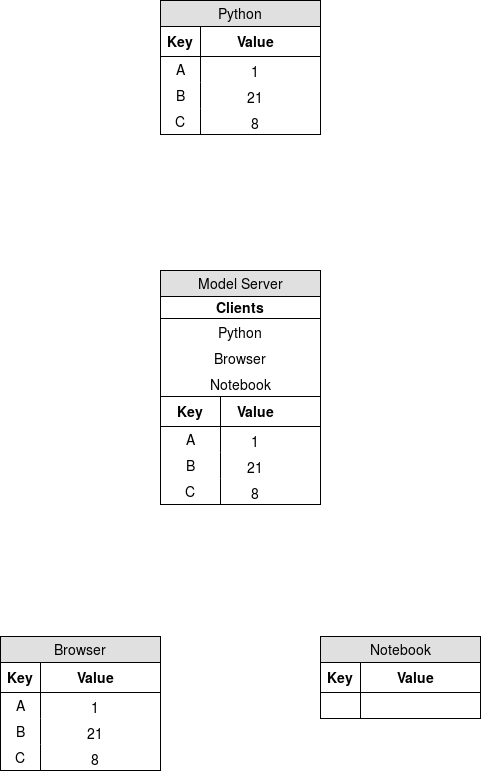 Python
Key Value
A 1
B 21
C 8
Model Server
Clients
Python
Browser
Notebook
Key Value
A 1
B 21
C 8
Browser
Key Value
A 1
B 21
C 8
Notebook
Key Value